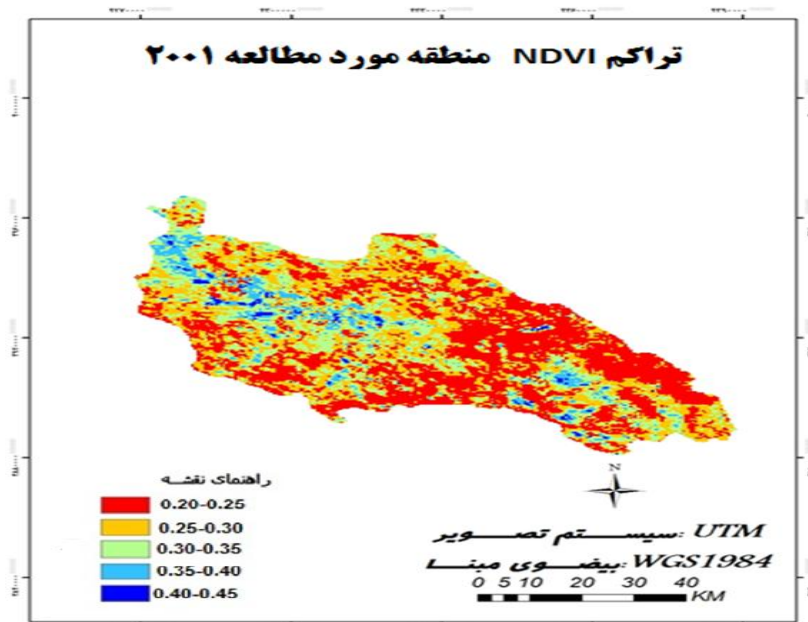 تراکم NDVI منطقه مورد مطالعه ۲۰۰۱
راهنمای نقشه
0.20-0.25
0.25-0.30
0.30-0.35
0.35-0.40
0.40-0.45
N
سیستم تصویر: UTM
بیضوی مبنا: WGS1984
0 5 10 20 30 40
KM